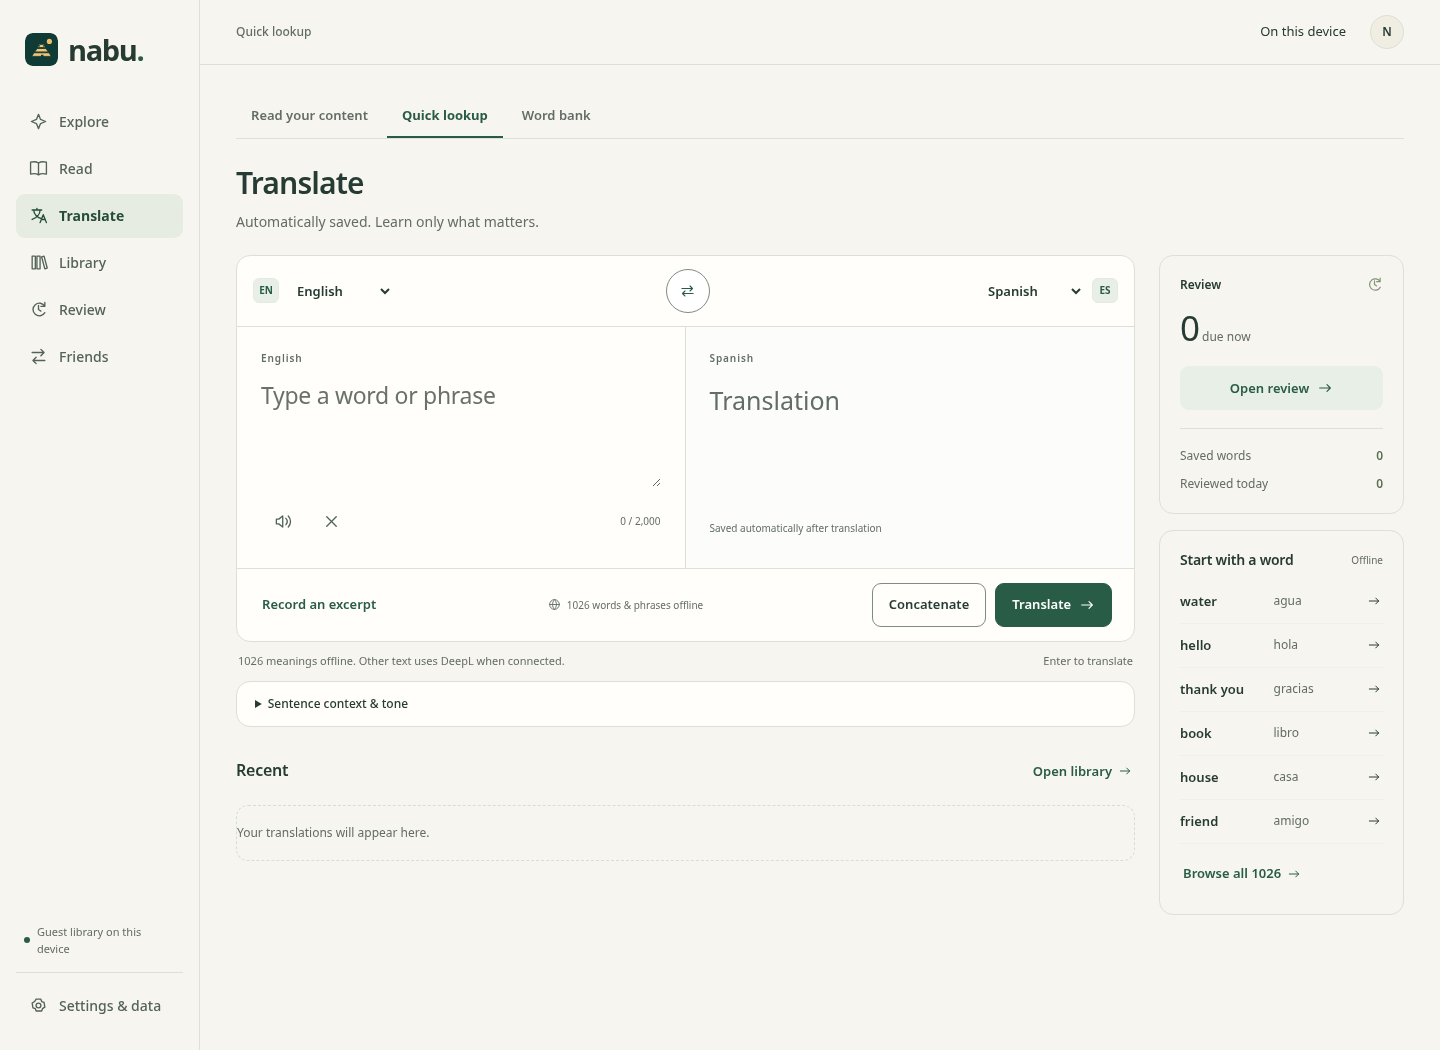 nabu.
Explore
Read
Translate
Library
Review
Friends
Guest library on this
device
Settings & data
Quick lookup
On this device
N
Read your content
Quick lookup
Word bank
Translate
Automatically saved. Learn only what matters.
EN
English
Spanish
ES
English
Type a word or phrase
0 / 2,000
Spanish
Translation
Saved automatically after translation
Record an excerpt
1026 words & phrases offline
Concatenate
Translate
1026 meanings offline. Other text uses DeepL when connected.
Enter to translate
Sentence context & tone
Recent
Open library
Your translations will appear here.
Review
0 due now
Open review
Saved words 0
Reviewed today 0
Start with a word
Offline
water agua
hello hola
thank you gracias
book libro
house casa
friend amigo
Browse all 1026